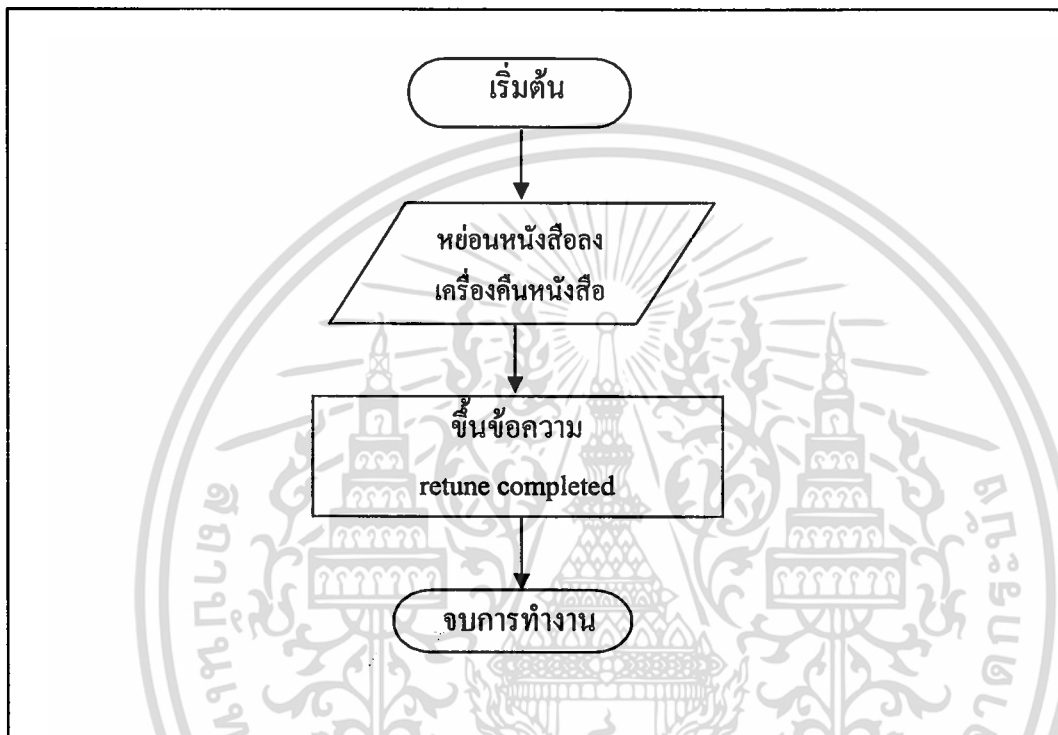 เริ่มต้น
หย่อนหนังสือลง
เครื่องคืนหนังสือ
ขึ้นข้อความ
retune completed
จบการทำงาน